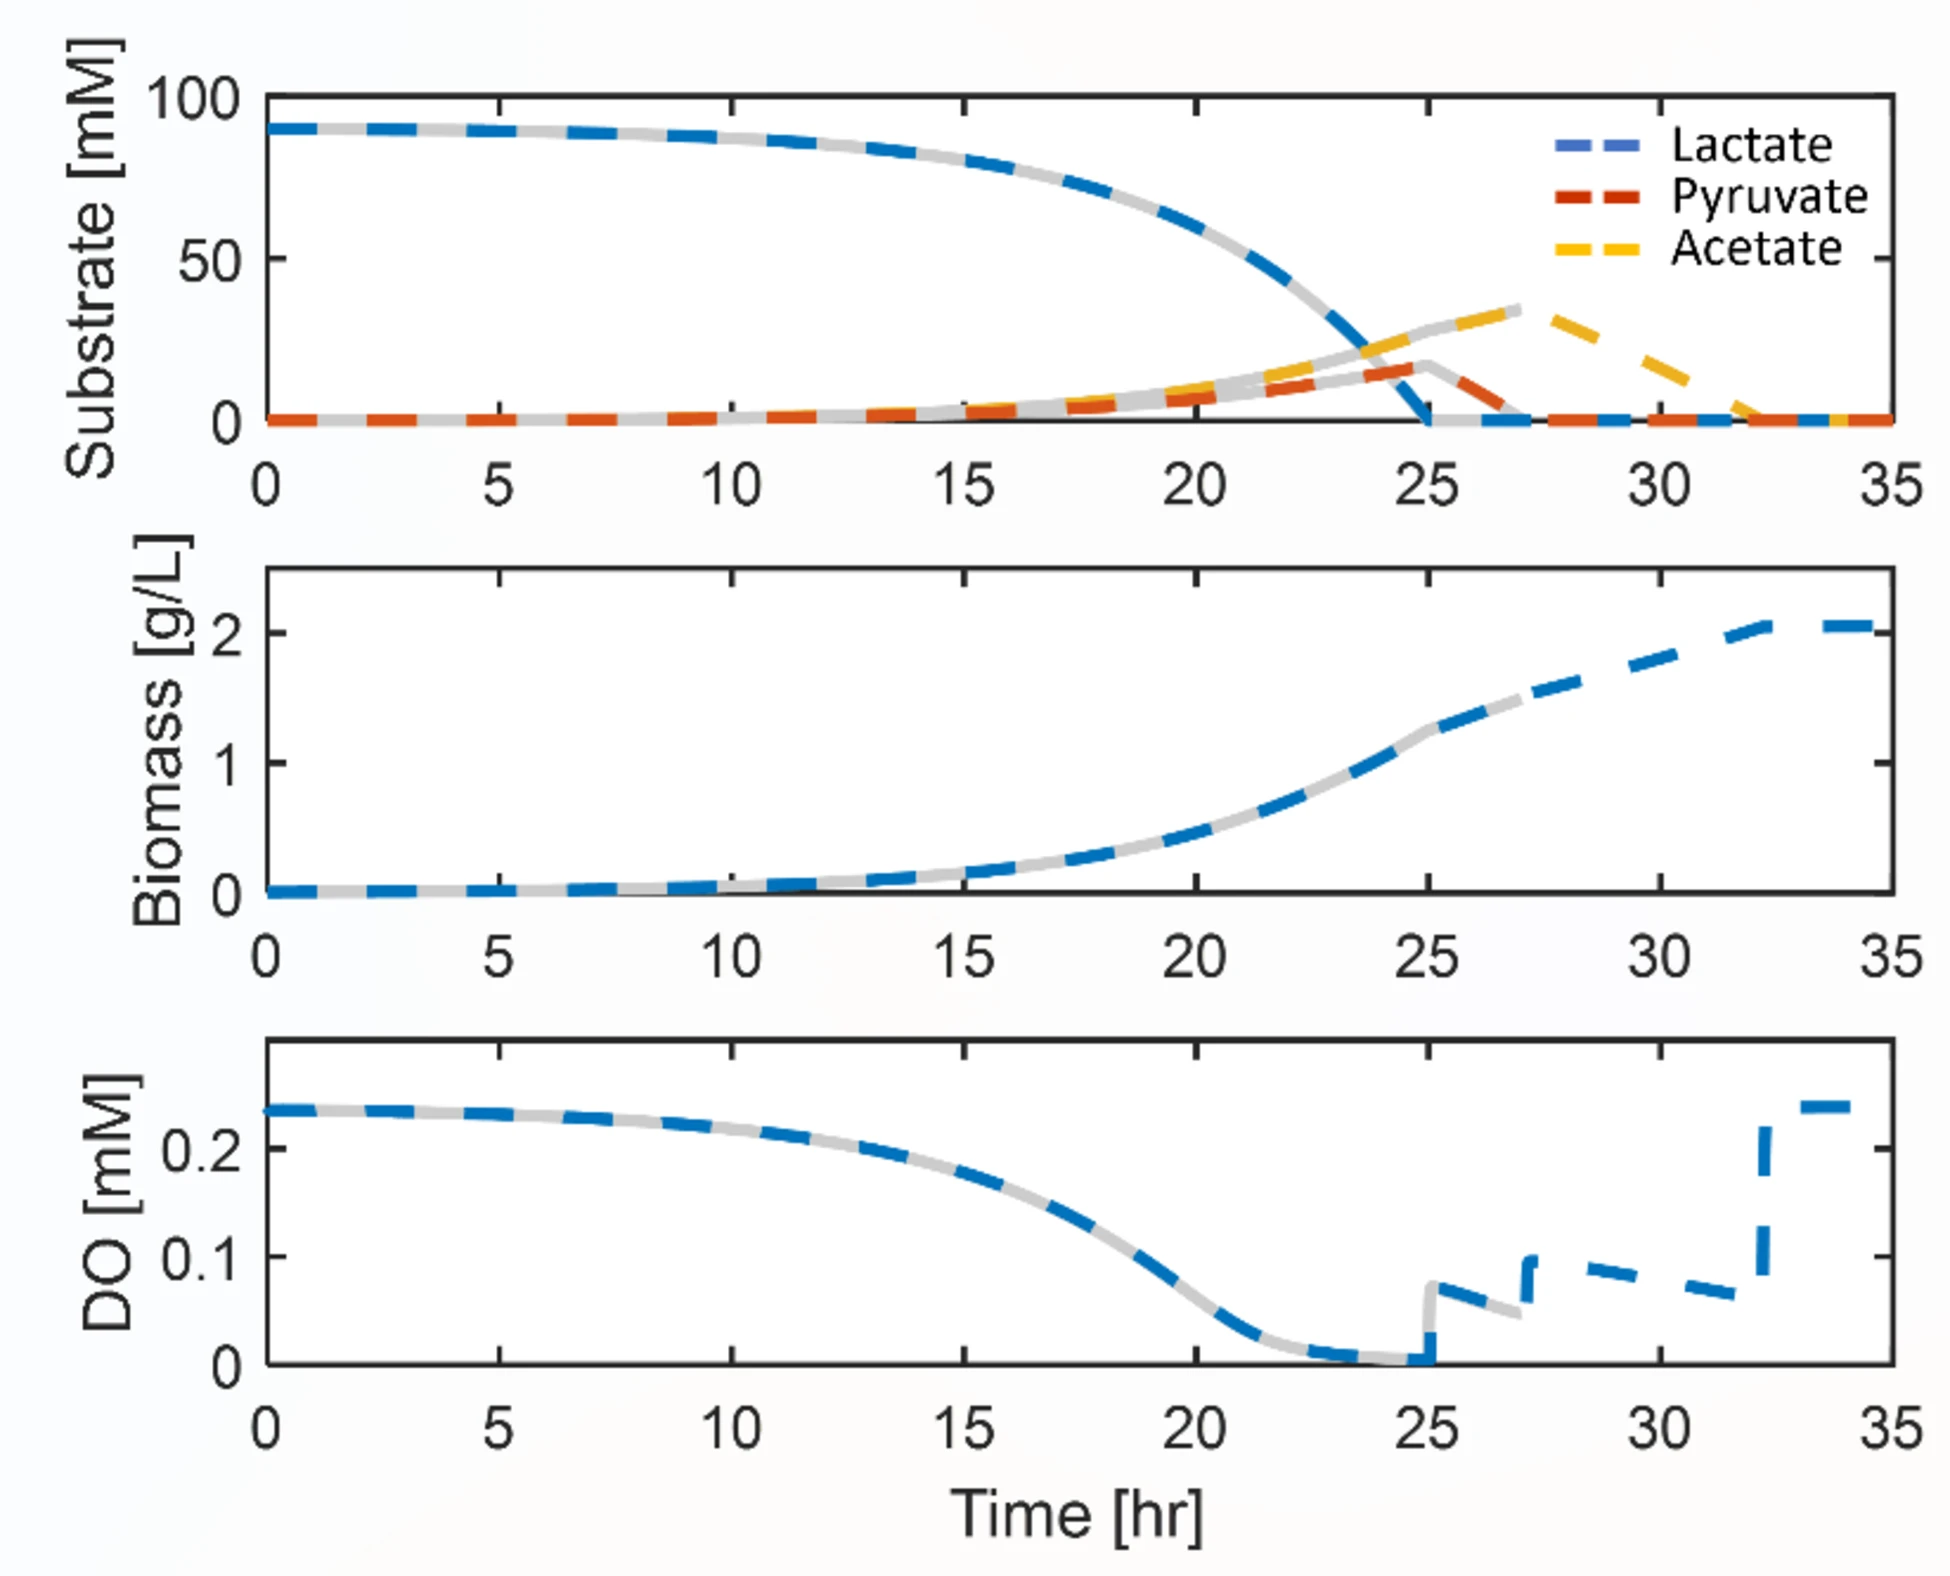 Substrate [mM]
100
50
0
Lactate
Pyruvate
Acetate
0 5 10 15 20 25 30 35
Biomass [g/L]
2
1
0
0 5 10 15 20 25 30 35
DO [mM]
0.2
0.1
0
0 5 10 15 20 25 30 35
Time [hr]